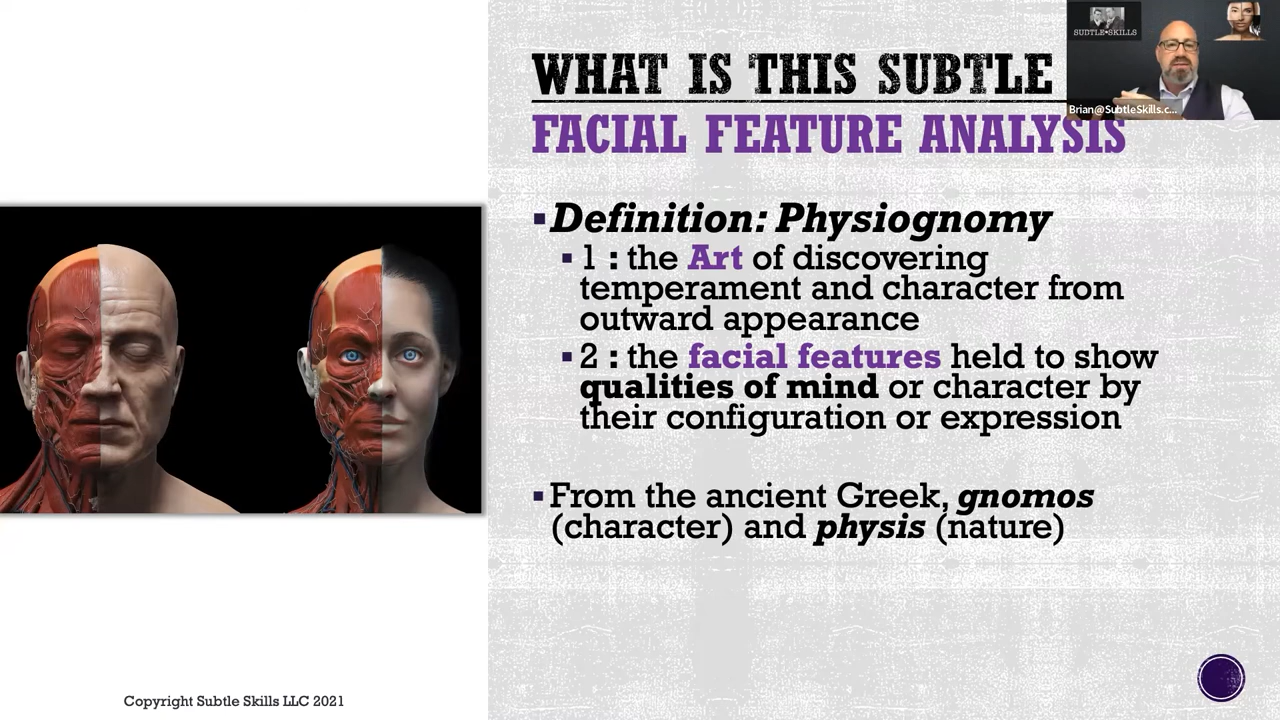 WHAT IS THIS SUBTLE
FACIAL FEATURE ANALYSIS
SUBTLE•SKILLS
Brian@SubtleSkills.c...
▪Definition: Physiognomy
▪1 : the Art of discovering
temperament and character from
outward appearance
▪2 : the facial features held to show
qualities of mind or character by
their configuration or expression
▪From the ancient Greek, gnomos
(character) and physis (nature)
Copyright Subtle Skills LLC 2021